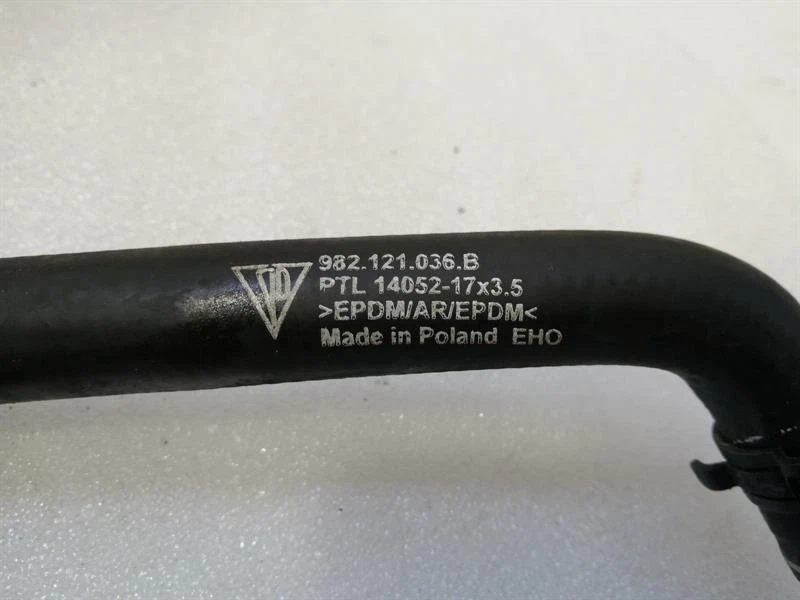 982.121.036.B
PTL 14052-17x3.5
>EPDM/AR/EPDM<
Made in Poland EHO